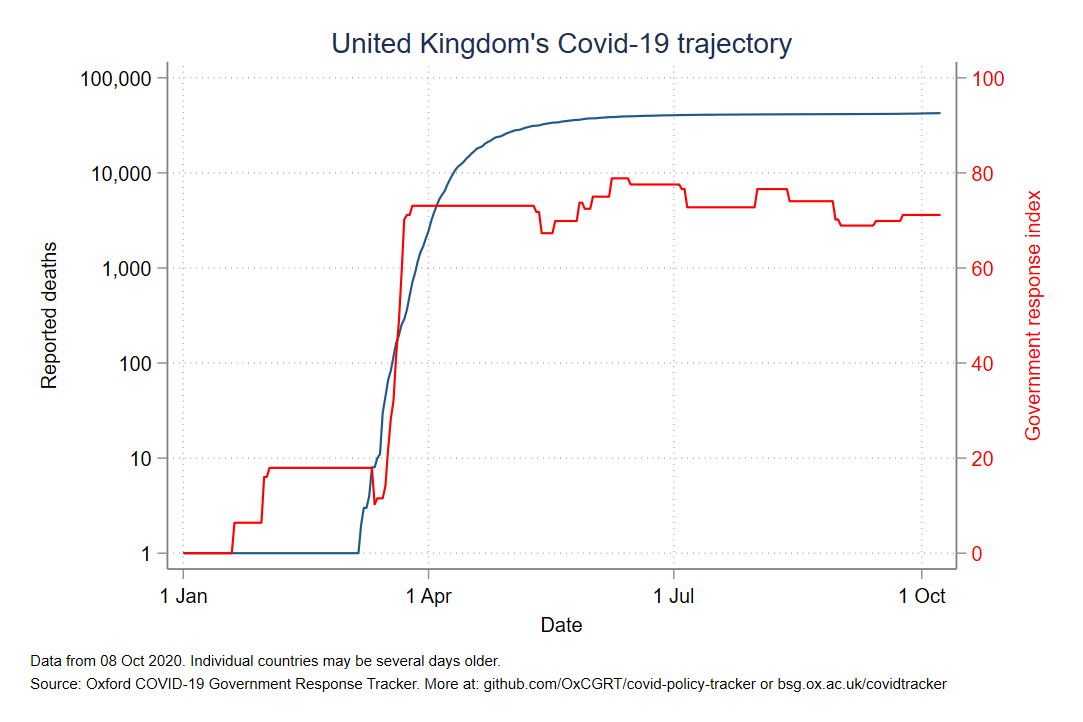 United Kingdom's Covid-19 trajectory
100,000
100
10,000
80
1,000
60
100
40
10
20
1
0
Reported deaths
Government response index
1 Jan
1 Apr
1 Jul
1 Oct
Date
Data from 08 Oct 2020. Individual countries may be several days older.
Source: Oxford COVID-19 Government Response Tracker. More at: github.com/OxCGRT/covid-policy-tracker or bsg.ox.ac.uk/covidtracker